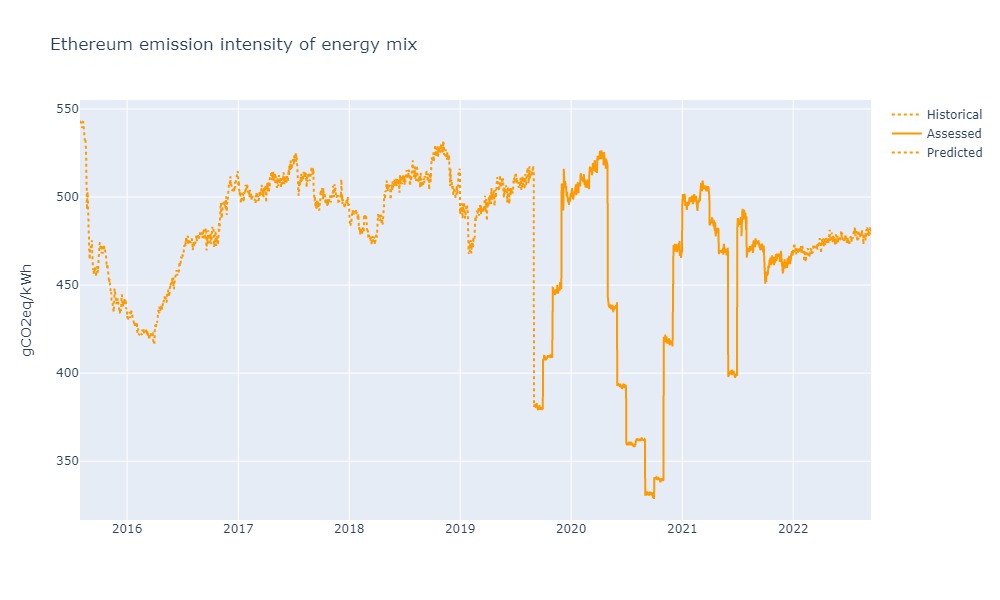 Ethereum emission intensity of energy mix
gCO2eq/kWh
550
500
450
400
350
2016
2017
2018
2019
2020
2021
2022
Historical
Assessed
Predicted